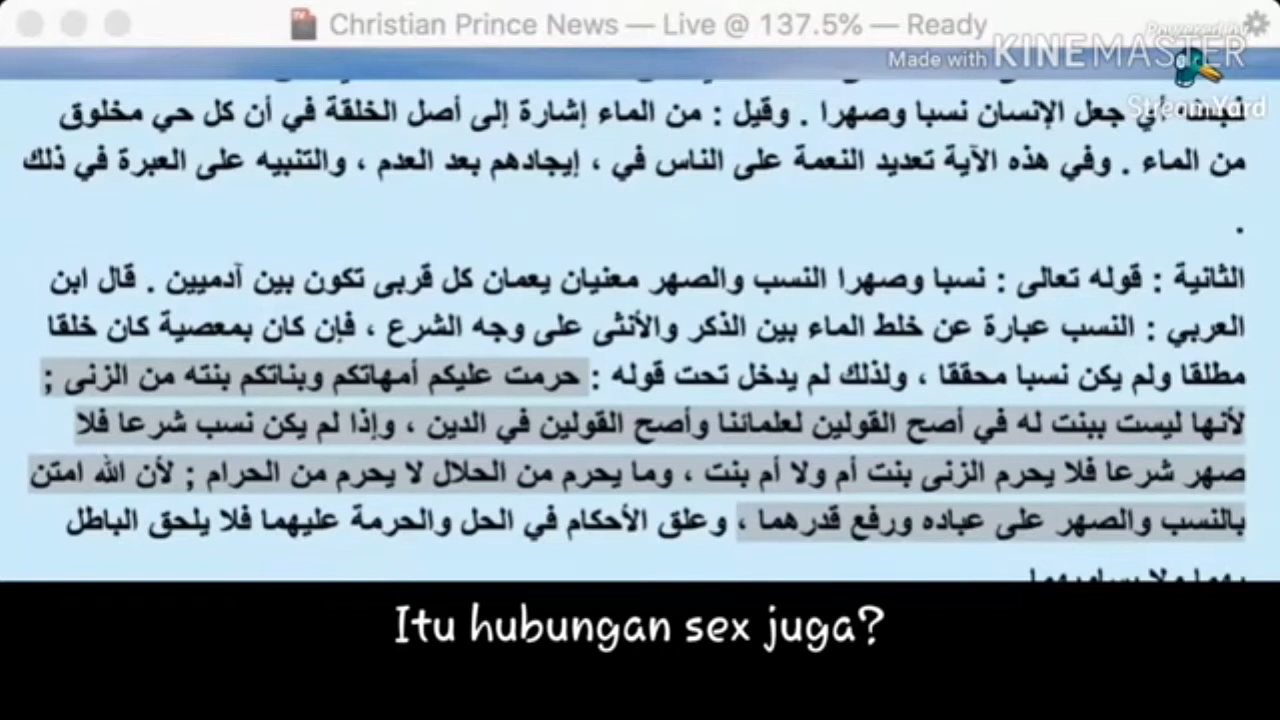 Christian Prince News — Live @ 137.5% — Ready
Powered by
Made with KINEMASTER
StreamYard
أي جعل الإنسان نسبا وصهرا . وقيل : من الماء إشارة إلى أصل الخلقة في أن كل حي مخلوق
من الماء . وفي هذه الآية تعديد النعمة على الناس في ، إيجادهم بعد العدم ، والتنبيه على العبرة في ذلك
.
الثانية : قوله تعالى : نسبا وصهرا النسب والصهر معنيان يعمان كل قربى تكون بين آدميين . قال ابن
العربي : النسب عبارة عن خلط الماء بين الذكر والأنثى على وجه الشرع ، فإن كان بمعصية كان خلقا
مطلقا ولم يكن نسبا محققا ، ولذلك لم يدخل تحت قوله : حرمت عليكم أمهاتكم وبناتكم بنته من الزنى ;
لأنها ليست ببنت له في أصح القولين لعلمائنا وأصح القولين في الدين ، وإذا لم يكن نسب شرعا فلا
صهر شرعا فلا يحرم الزنى بنت أم ولا أم بنت ، وما يحرم من الحلال لا يحرم من الحرام ; لأن الله امتن
بالنسب والصهر على عباده ورفع قدرهما ، وعلق الأحكام في الحل والحرمة عليهما فلا يلحق الباطل
Itu hubungan sex juga?